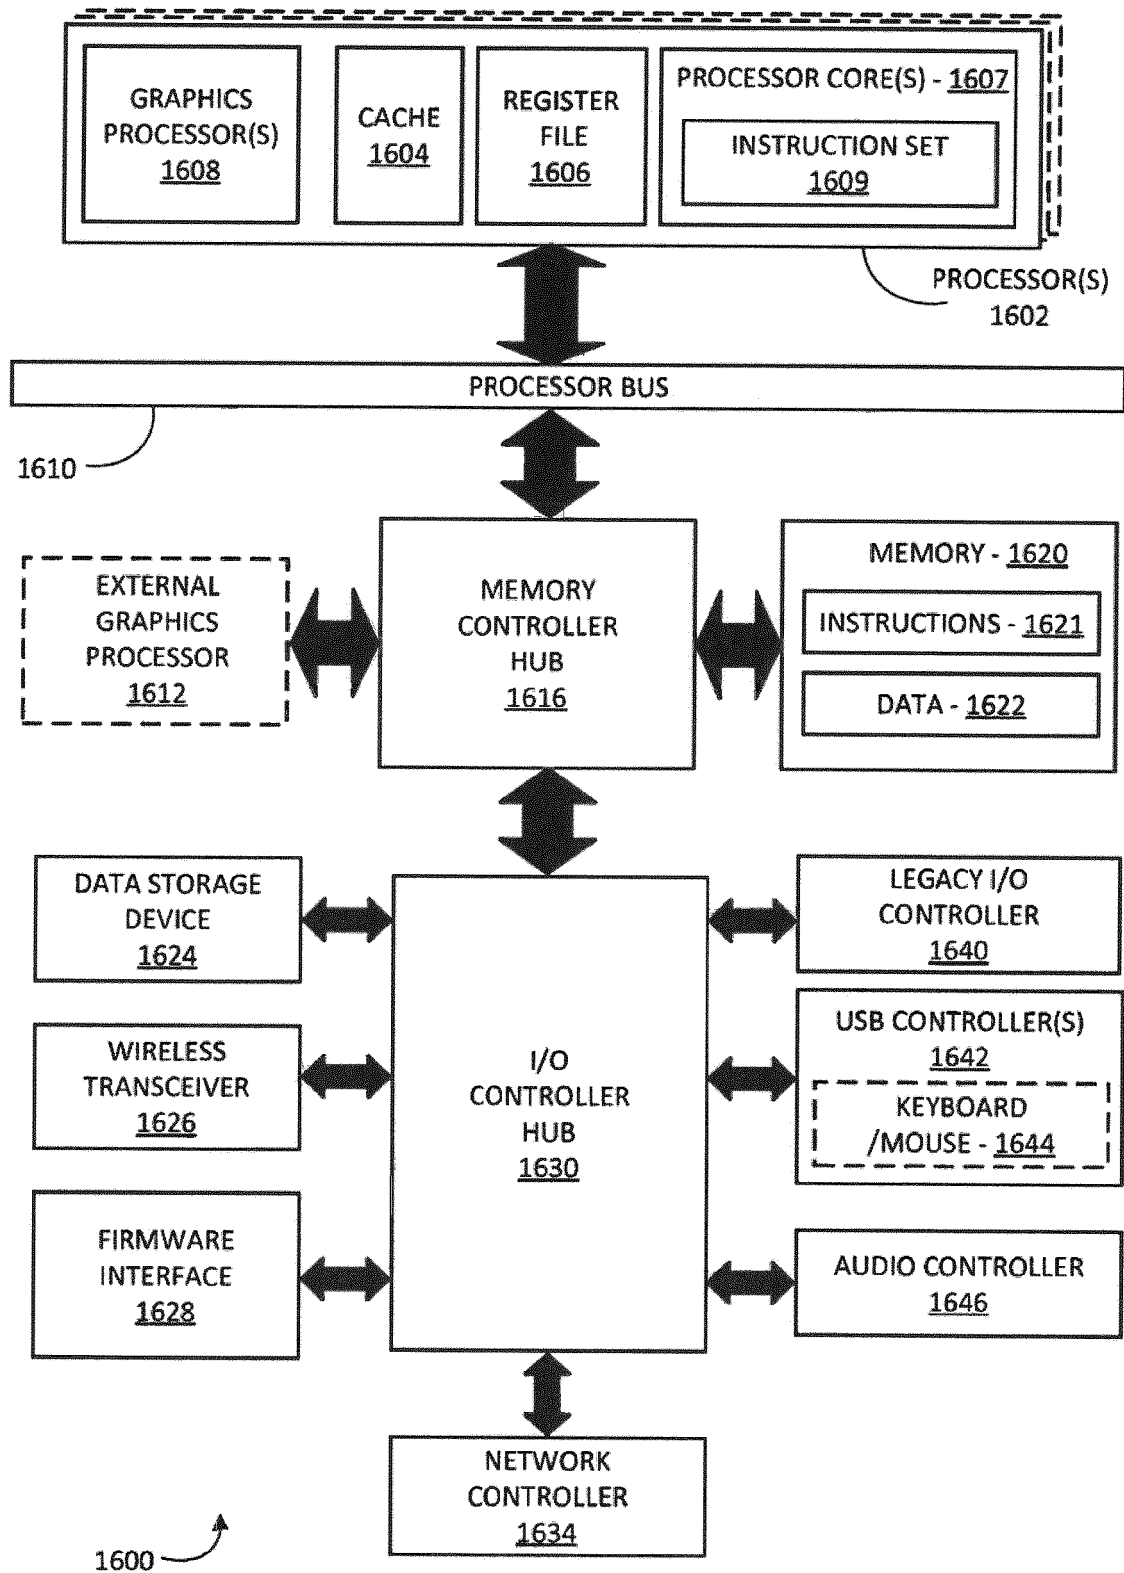 GRAPHICS
PROCESSOR(S)
1608
CACHE
1604
REGISTER
FILE
1606
PROCESSOR CORE(S) - 1607
INSTRUCTION SET
1609
PROCESSOR(S)
1602
PROCESSOR BUS
1610
EXTERNAL
GRAPHICS
PROCESSOR
1612
MEMORY
CONTROLLER
HUB
1616
MEMORY - 1620
INSTRUCTIONS - 1621
DATA - 1622
DATA STORAGE
DEVICE
1624
WIRELESS
TRANSCEIVER
1626
FIRMWARE
INTERFACE
1628
I/O
CONTROLLER
HUB
1630
LEGACY I/O
CONTROLLER
1640
USB CONTROLLER(S)
1642
KEYBOARD
/MOUSE - 1644
AUDIO CONTROLLER
1646
NETWORK
CONTROLLER
1634
1600